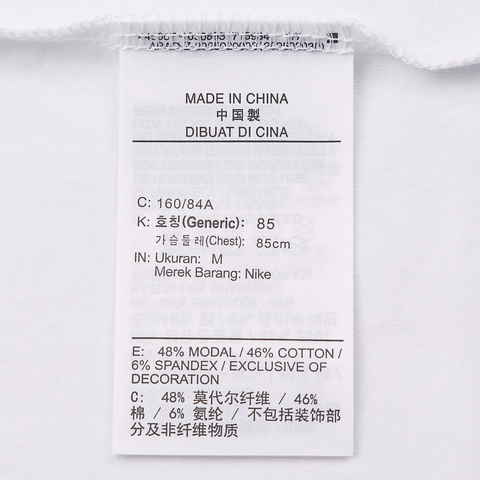 MADE IN CHINA
中国製
DIBUAT DI CINA
C: 160/84A
K: 호칭(Generic): 85
가슴둘레(Chest): 85cm
IN: Ukuran: M
Merek Barang: Nike
E: 48% MODAL / 46% COTTON /
6% SPANDEX / EXCLUSIVE OF
DECORATION
C: 48% 莫代尔纤维 / 46%
棉 / 6% 氨纶 / 不包括装饰部
分及非纤维物质